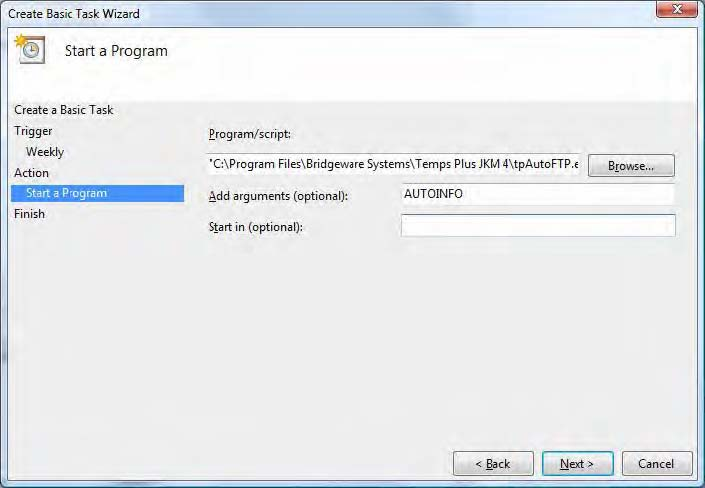 Create Basic Task Wizard
Start a Program
Create a Basic Task
Trigger
Weekly
Action
Start a Program
Finish
Program/script:
"C:\Program Files\Bridgeware Systems\Temps Plus JKM 4\tpAutoFTP.e
Browse...
Add arguments (optional):
AUTOINFO
Start in (optional):
< Back
Next >
Cancel